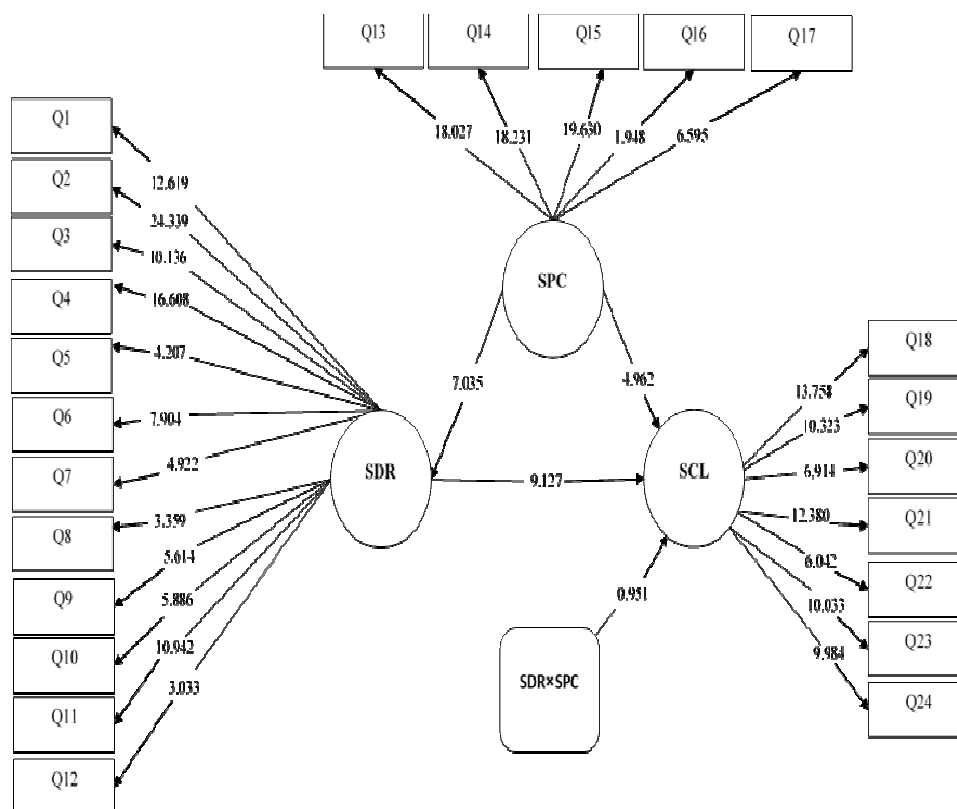 Q13
Q14
Q15
Q16
Q17
18.027
18.231
19.630
1.948
6.595
Q1
Q2
Q3
Q4
Q5
Q6
Q7
Q8
Q9
Q10
Q11
Q12
12.619
24.339
10.136
16.608
4.207
7.904
4.922
3.359
5.614
5.886
10.942
3.033
SPC
7.035
4.962
SDR
9.127
SCL
0.951
SDR×SPC
13.758
10.323
6.914
12.380
6.042
10.033
9.984
Q18
Q19
Q20
Q21
Q22
Q23
Q24